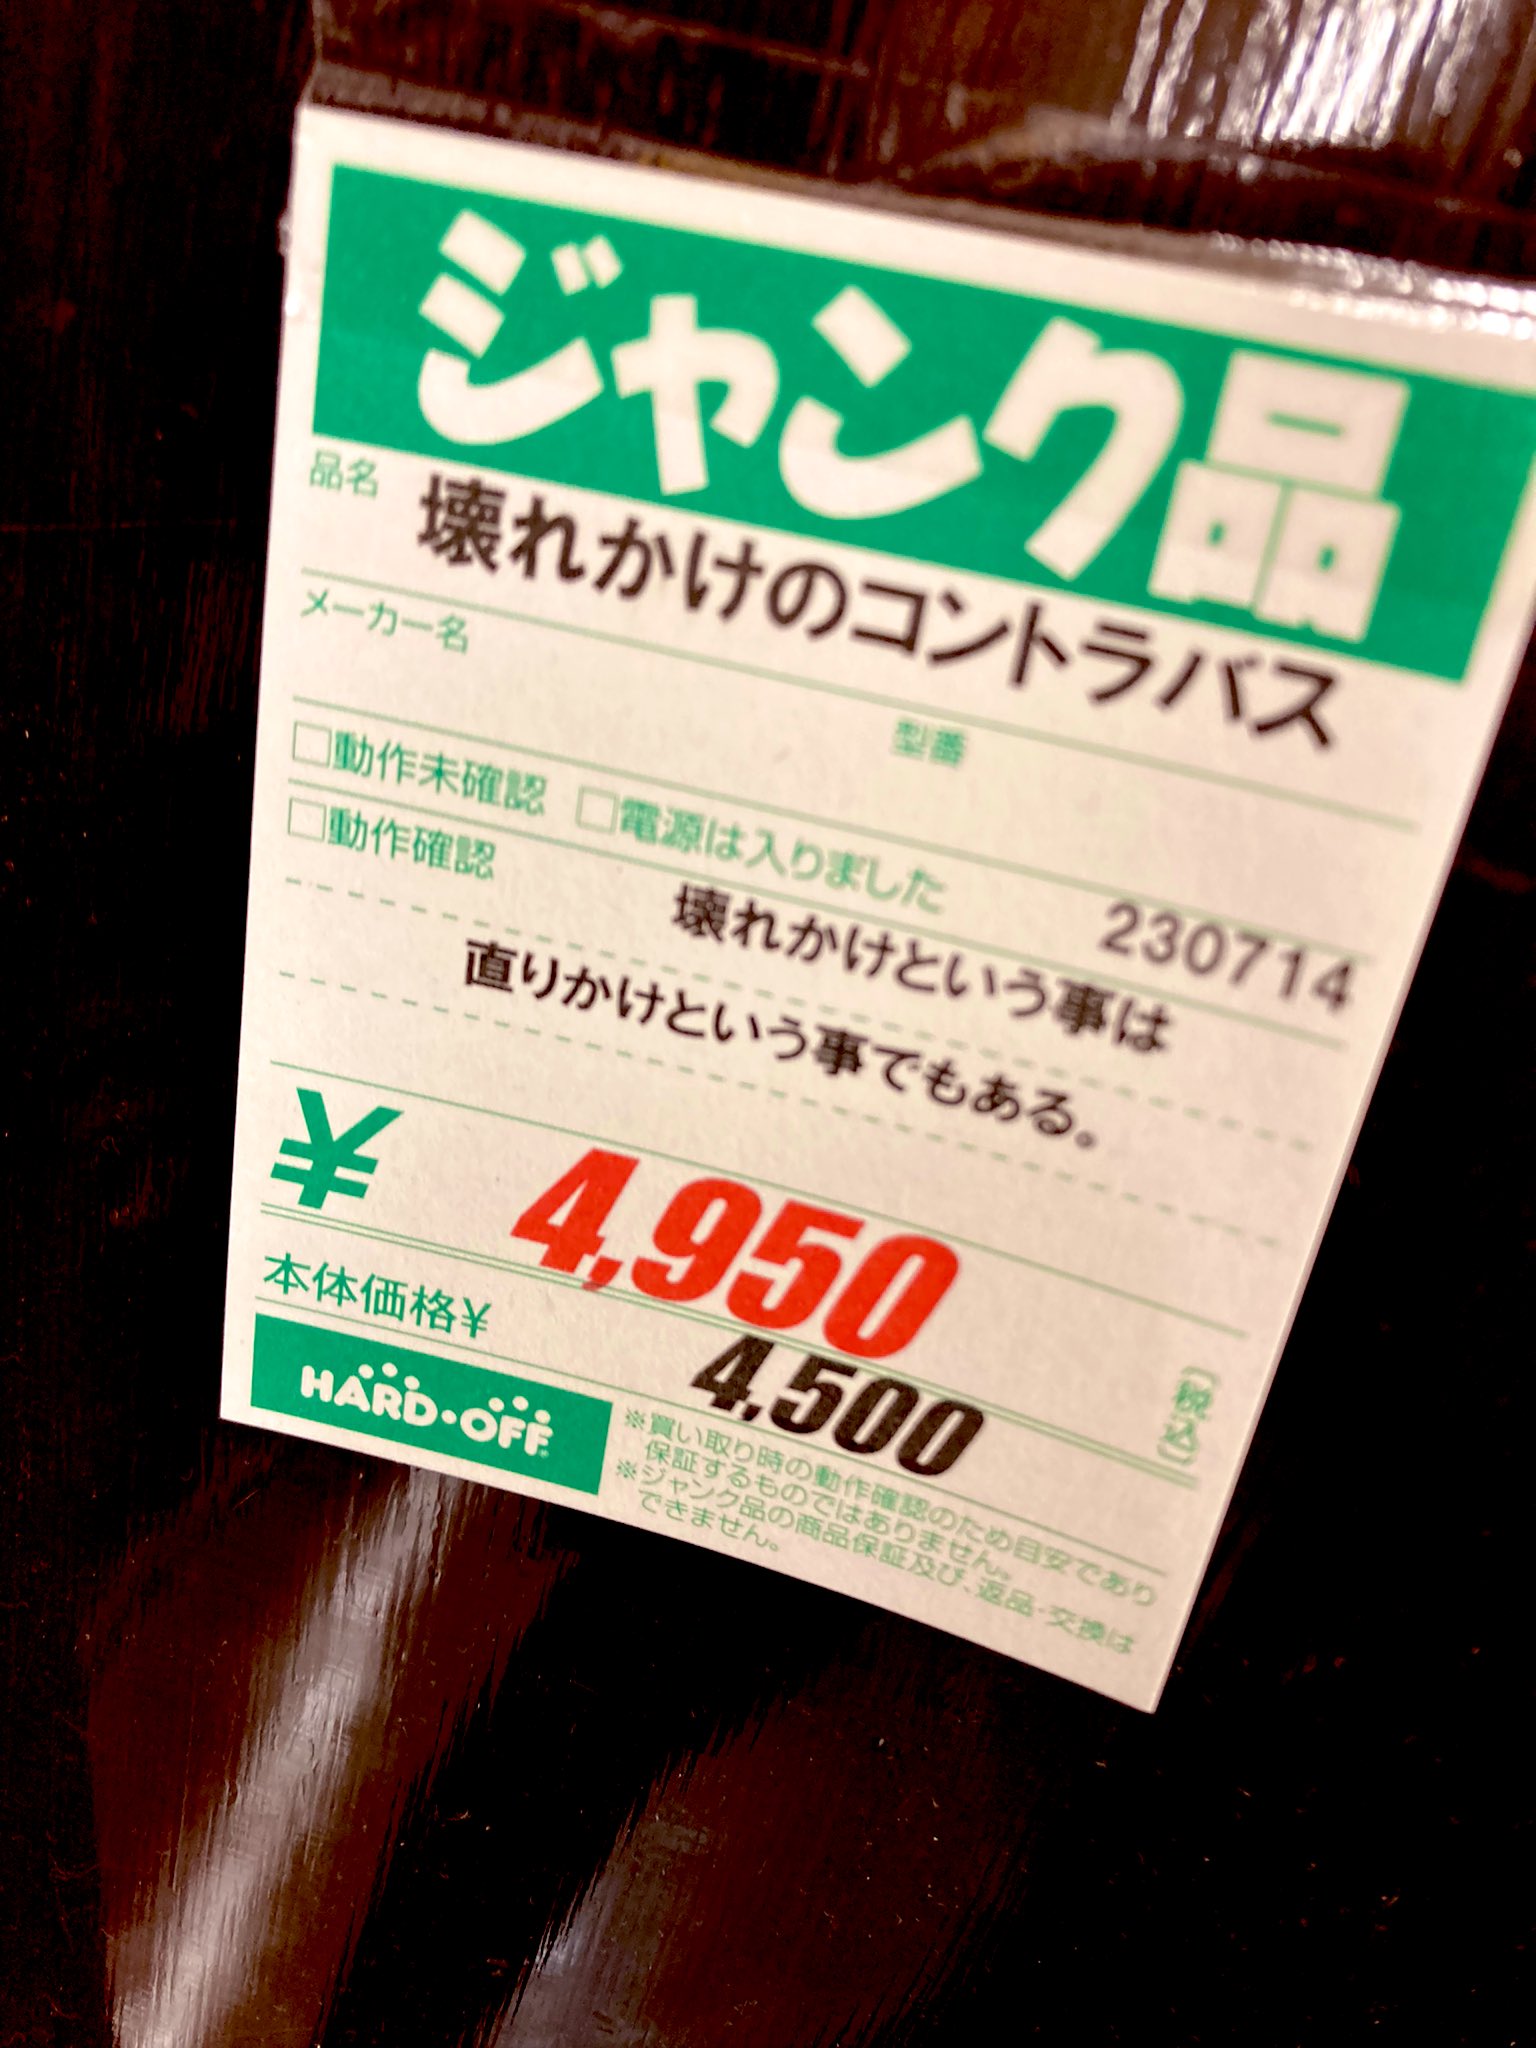 ジャンク品
品名 壊れかけのコントラバス
メーカー名
型番
□動作未確認 □電源は入りました
230714
□動作確認
壊れかけという事は
直りかけという事でもある。
¥ 4,950
(税込)
本体価格¥ 4,500
HARD・OFF
※買い取り時の動作確認のため目安であり
保証するものではありません。
※ジャンク品の商品保証及び、返品・交換は
できません。